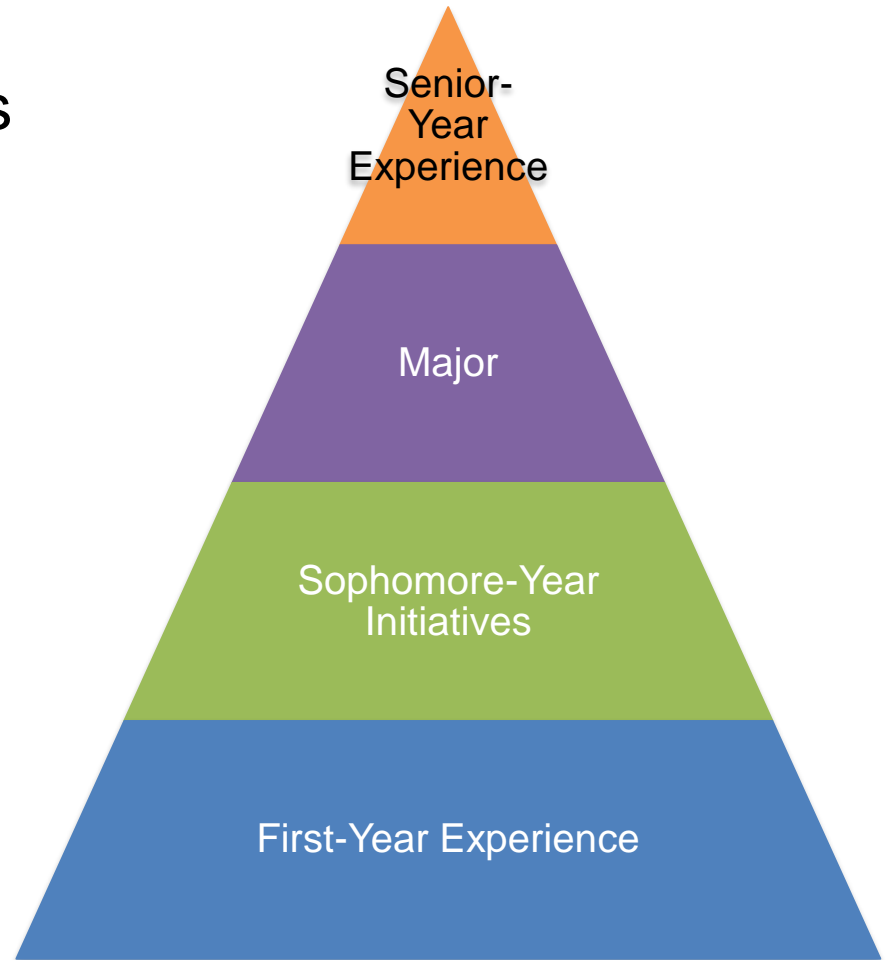 s
Senior-
Year
Experience
Major
Sophomore-Year
Initiatives
First-Year Experience